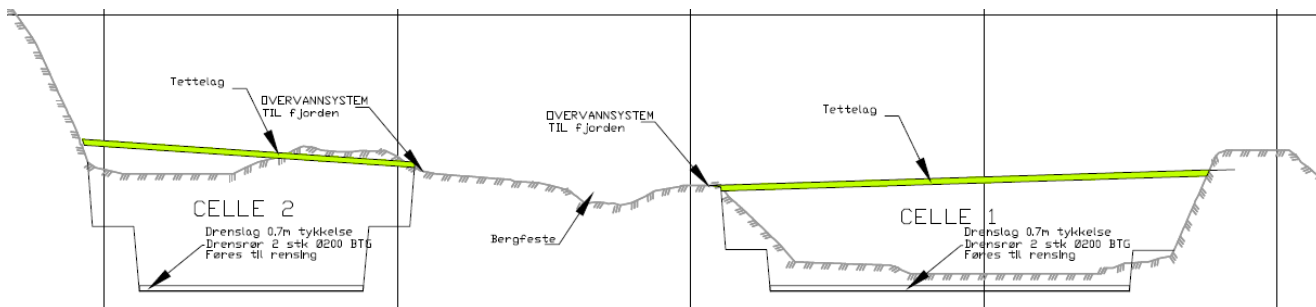 Tettelag
OVERVANNSYSTEM
TIL fjorden
CELLE 2
Drenslag 0.7m tykkelse
Drensrør 2 stk Ø200 BTG
Føres til rensing
Bergfeste
OVERVANNSYSTEM
TIL fjorden
Tettelag
CELLE 1
Drenslag 0.7m tykkelse
Drensrør 2 stk Ø200 BTG
Føres til rensing